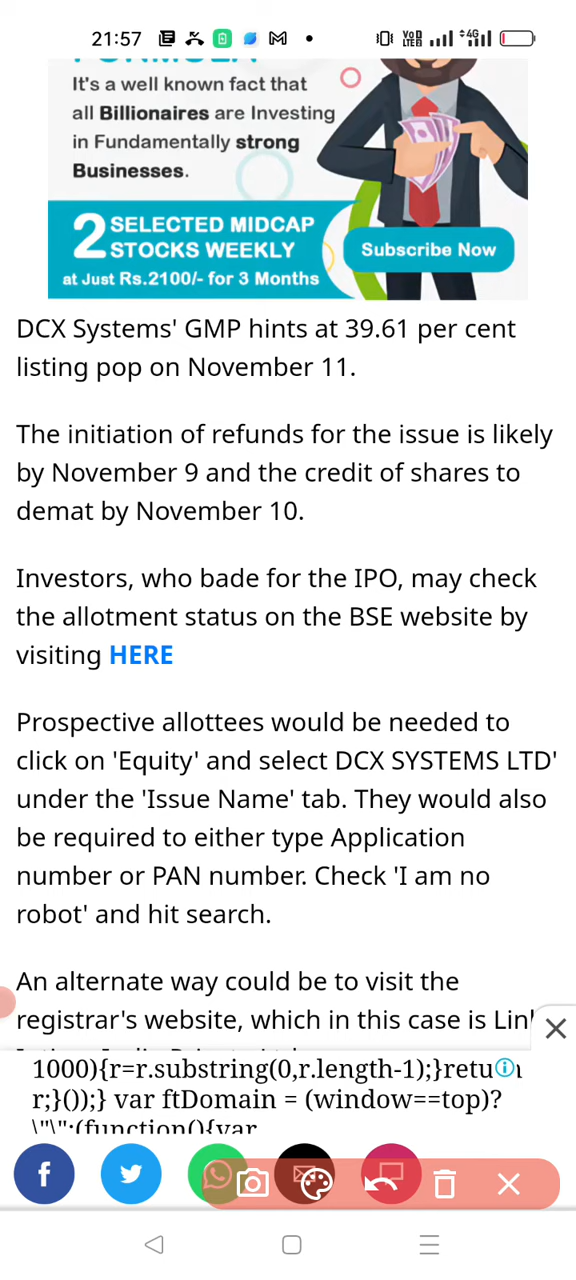 21:57
4G
FORMULA
It's a well known fact that
all Billionaires are Investing
in Fundamentally strong
Businesses.
2 SELECTED MIDCAP
STOCKS WEEKLY
at Just Rs.2100/- for 3 Months
Subscribe Now
DCX Systems' GMP hints at 39.61 per cent
listing pop on November 11.
The initiation of refunds for the issue is likely
by November 9 and the credit of shares to
demat by November 10.
Investors, who bade for the IPO, may check
the allotment status on the BSE website by
visiting HERE
Prospective allottees would be needed to
click on 'Equity' and select DCX SYSTEMS LTD'
under the 'Issue Name' tab. They would also
be required to either type Application
number or PAN number. Check 'I am no
robot' and hit search.
An alternate way could be to visit the
registrar's website, which in this case is Link
1000){r=r.substring(0,r.length-1);}return
r;}());} var ftDomain = (window==top)?
\"\":(function(){var